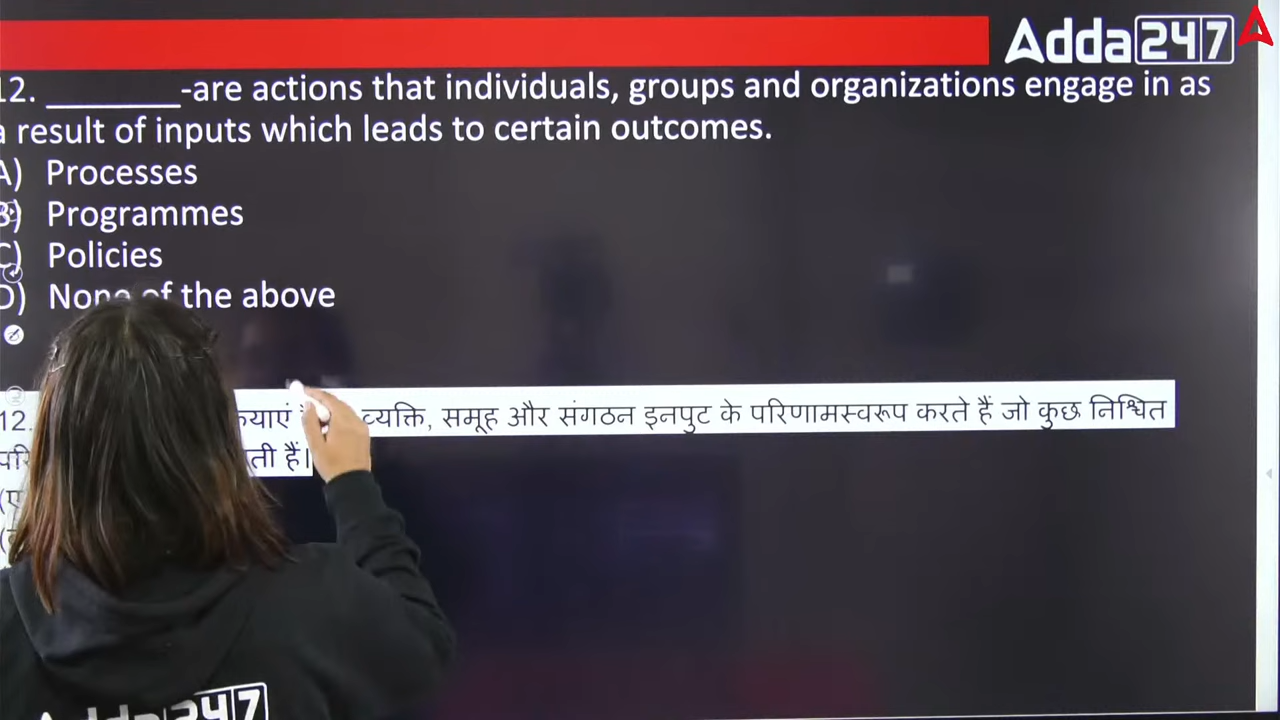 Adda247
12. ________-are actions that individuals, groups and organizations engage in as
a result of inputs which leads to certain outcomes.
A) Processes
B) Programmes
C) Policies
D) None of the above
12. व्यक्ति, समूह और संगठन इनपुट के परिणामस्वरूप करते हैं जो कुछ निश्चित
हैं।